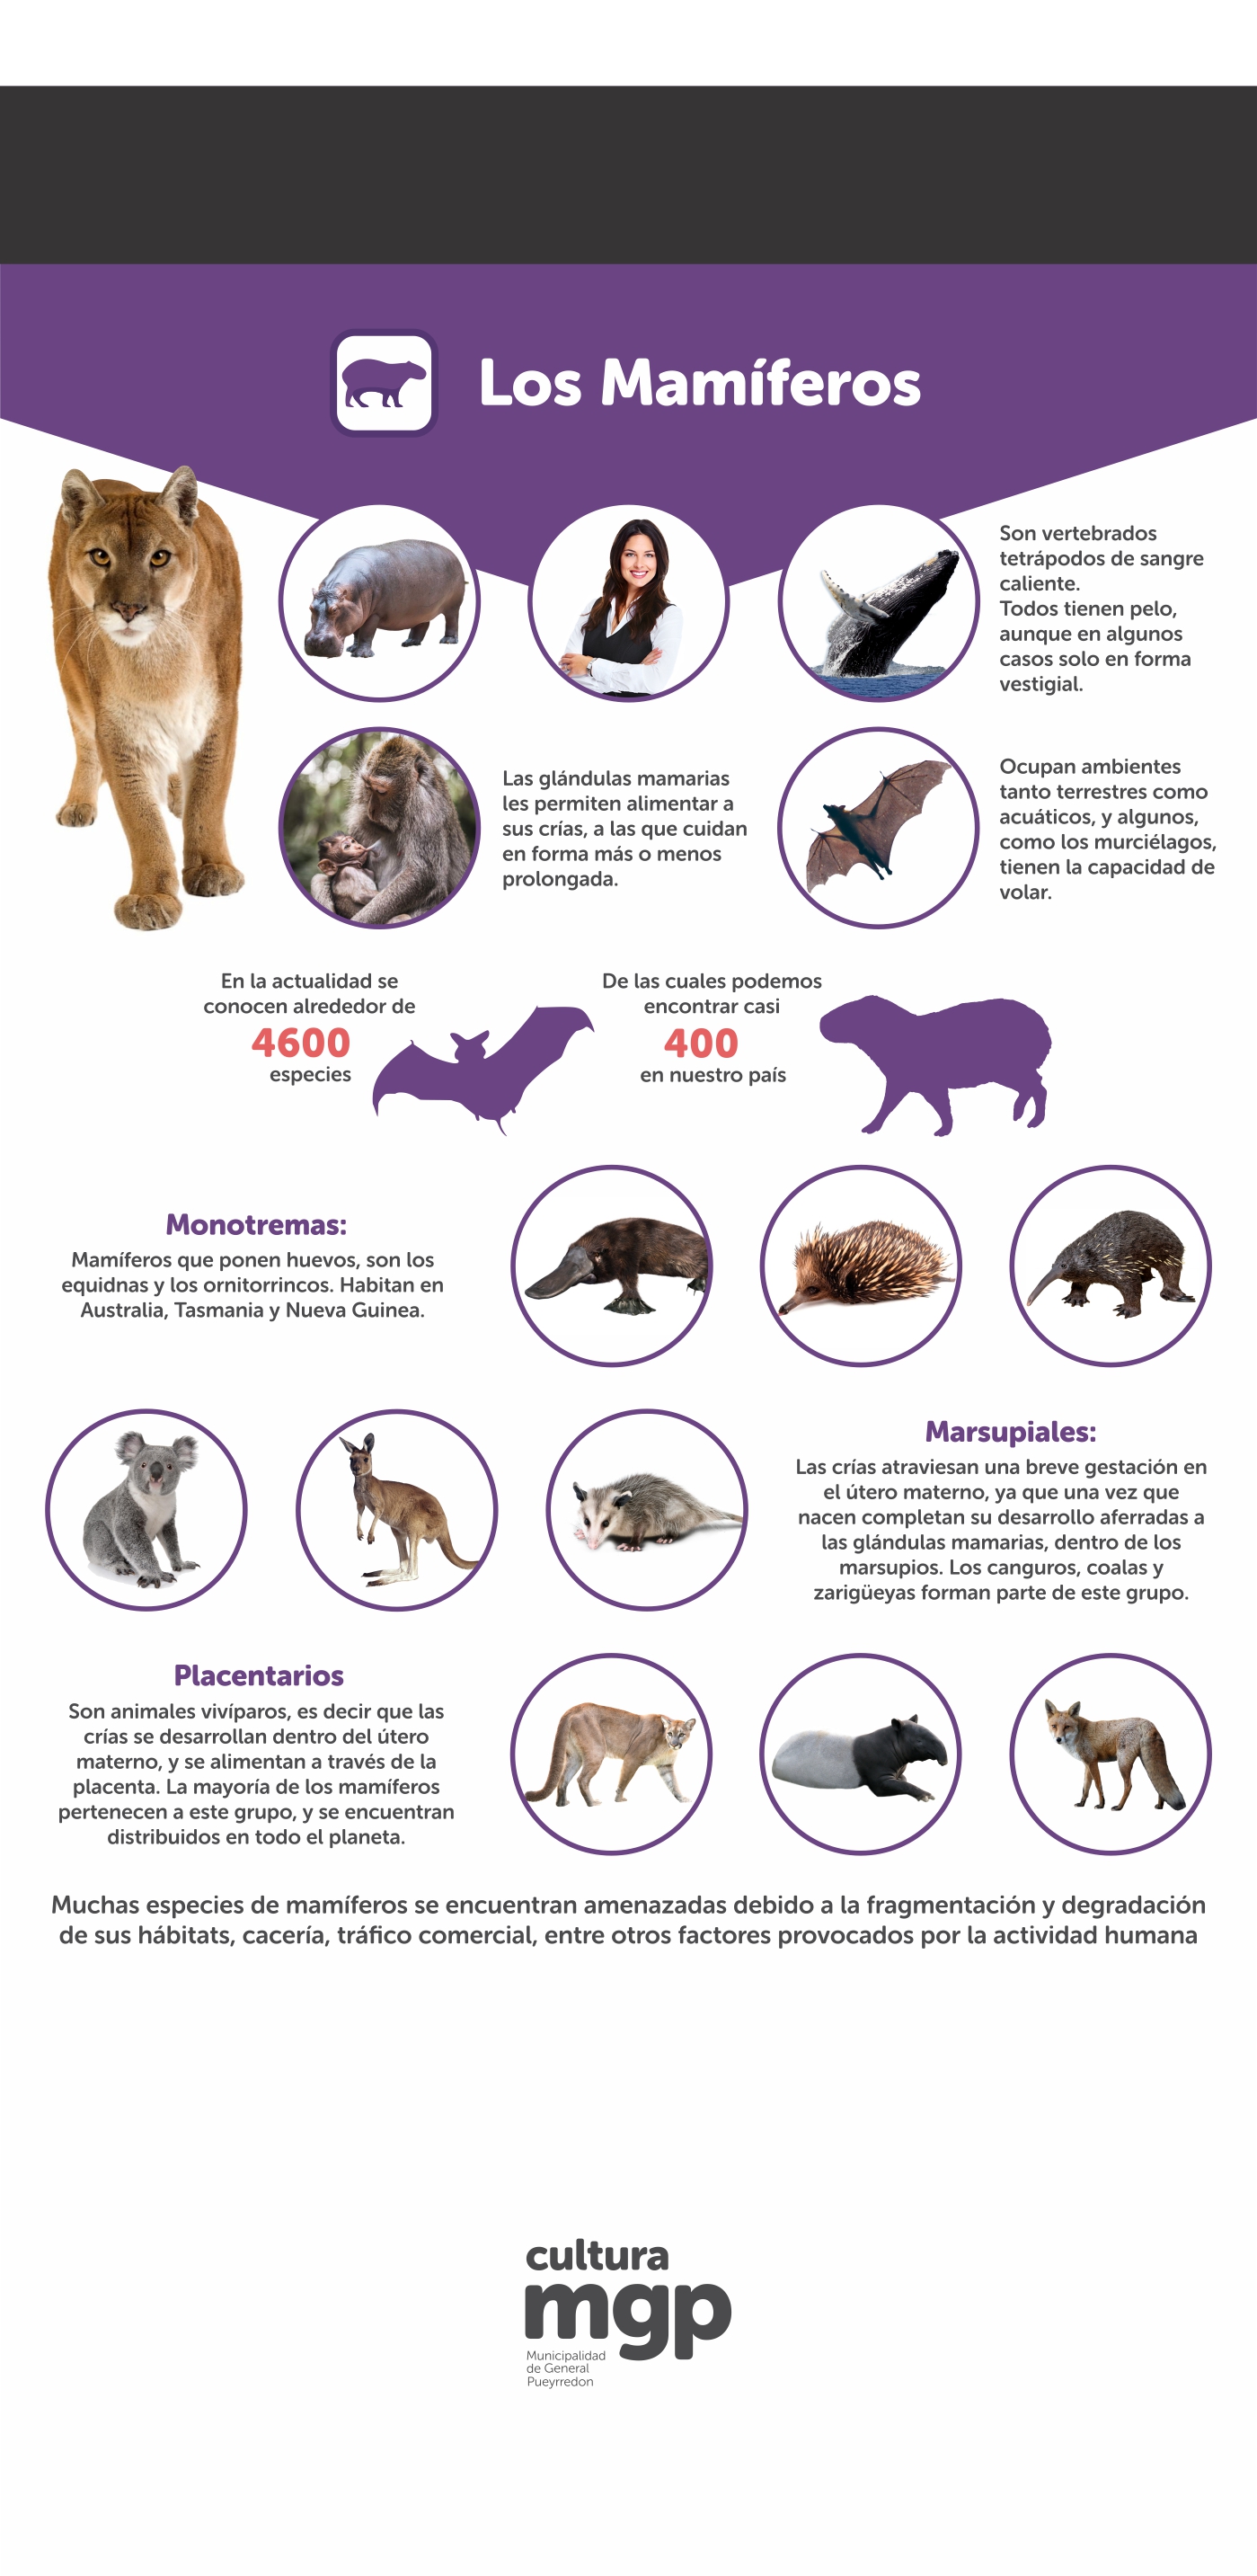 Los Mamíferos
Son vertebrados
tetrápodos de sangre
caliente.
Todos tienen pelo,
aunque en algunos
casos solo en forma
vestigial.
Las glándulas mamarias
les permiten alimentar a
sus crías, a las que cuidan
en forma más o menos
prolongada.
Ocupan ambientes
tanto terrestres como
acuáticos, y algunos,
como los murciélagos,
tienen la capacidad de
volar.
En la actualidad se
conocen alrededor de
4600
especies
De las cuales podemos
encontrar casi
400
en nuestro país
Monotremas:
Mamíferos que ponen huevos, son los
equidnas y los ornitorrincos. Habitan en
Australia, Tasmania y Nueva Guinea.
Marsupiales:
Las crías atraviesan una breve gestación en
el útero materno, ya que una vez que
nacen completan su desarrollo aferradas a
las glándulas mamarias, dentro de los
marsupios. Los canguros, coalas y
zarigüeyas forman parte de este grupo.
Placentarios
Son animales vivíparos, es decir que las
crías se desarrollan dentro del útero
materno, y se alimentan a través de la
placenta. La mayoría de los mamíferos
pertenecen a este grupo, y se encuentran
distribuidos en todo el planeta.
Muchas especies de mamíferos se encuentran amenazadas debido a la fragmentación y degradación
de sus hábitats, cacería, tráfico comercial, entre otros factores provocados por la actividad humana
cultura
mgp
Municipalidad
de General
Pueyrredon